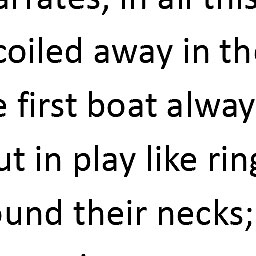 arrates, in all this
coiled away in the
e first boat alway
ut in play like ring
ound their necks;